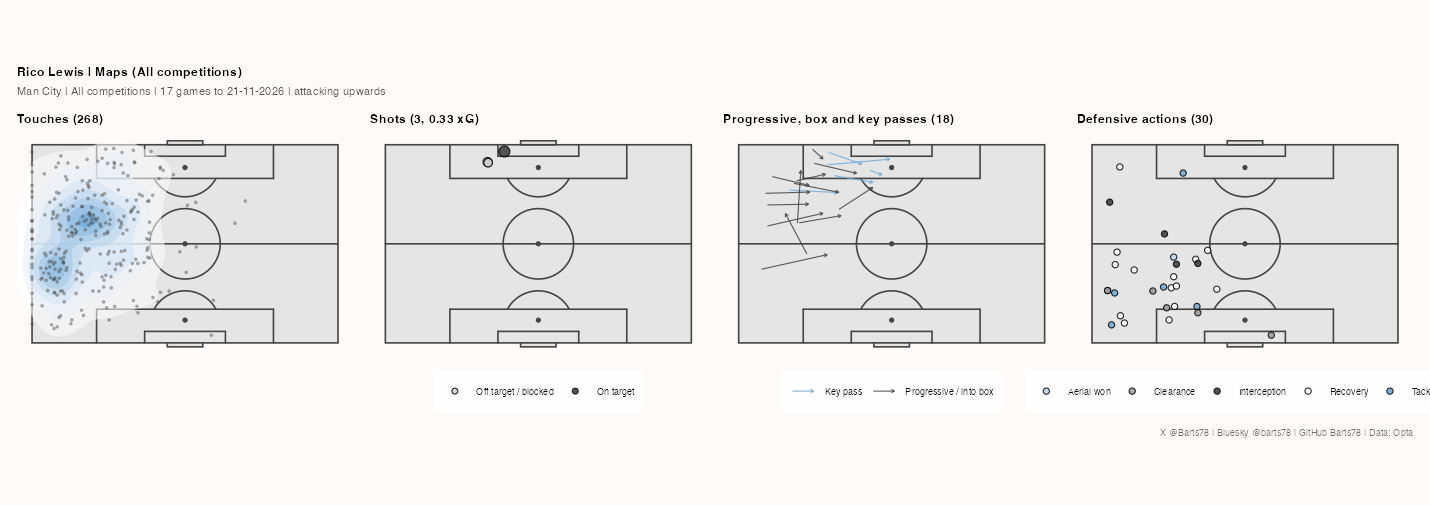 Rico Lewis | Maps (All competitions)
Man City | All competitions | 17 games to 21-11-2026 | attacking upwards
Touches (268)
Shots (3, 0.33 xG)
Progressive, box and key passes (18)
Defensive actions (30)
Off target / blocked
On target
Key pass
Progressive / into box
Aerial won
Clearance
Interception
Recovery
Tack
X @Barts78 | Bluesky @barts78 | GitHub Barts78 | Data: Opta